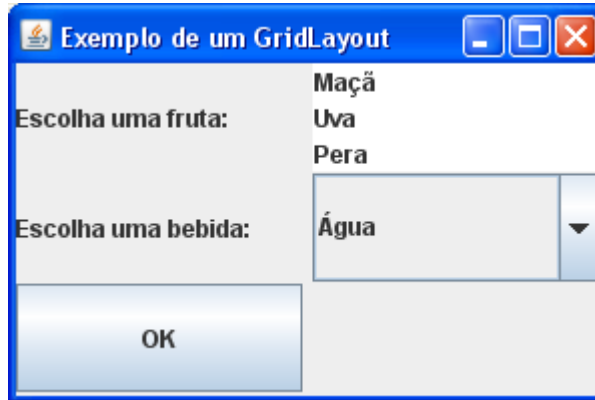 Exemplo de um GridLayout
Escolha uma fruta:
Maçã
Uva
Pera
Escolha uma bebida:
Água
OK